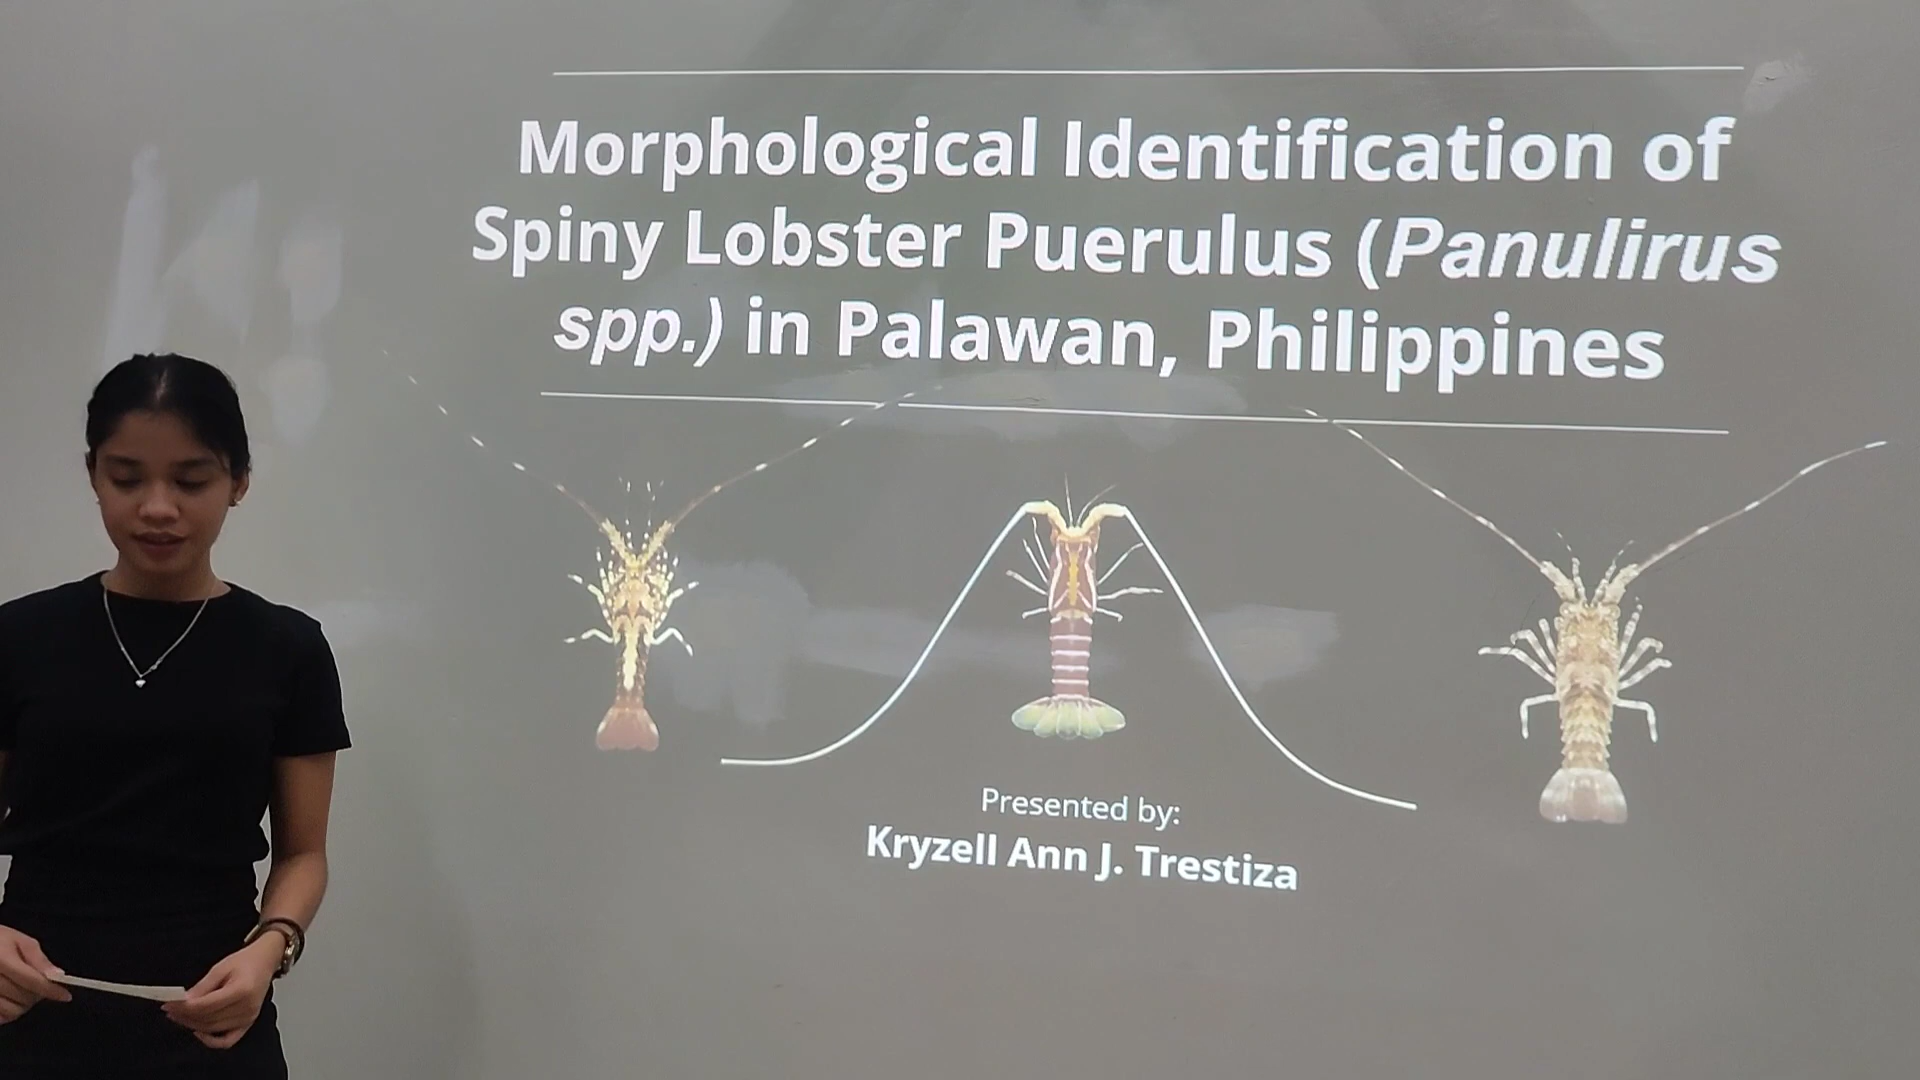 Morphological Identification of
Spiny Lobster Puerulus (Panulirus
spp.) in Palawan, Philippines
Presented by:
Kryzell Ann J. Trestiza